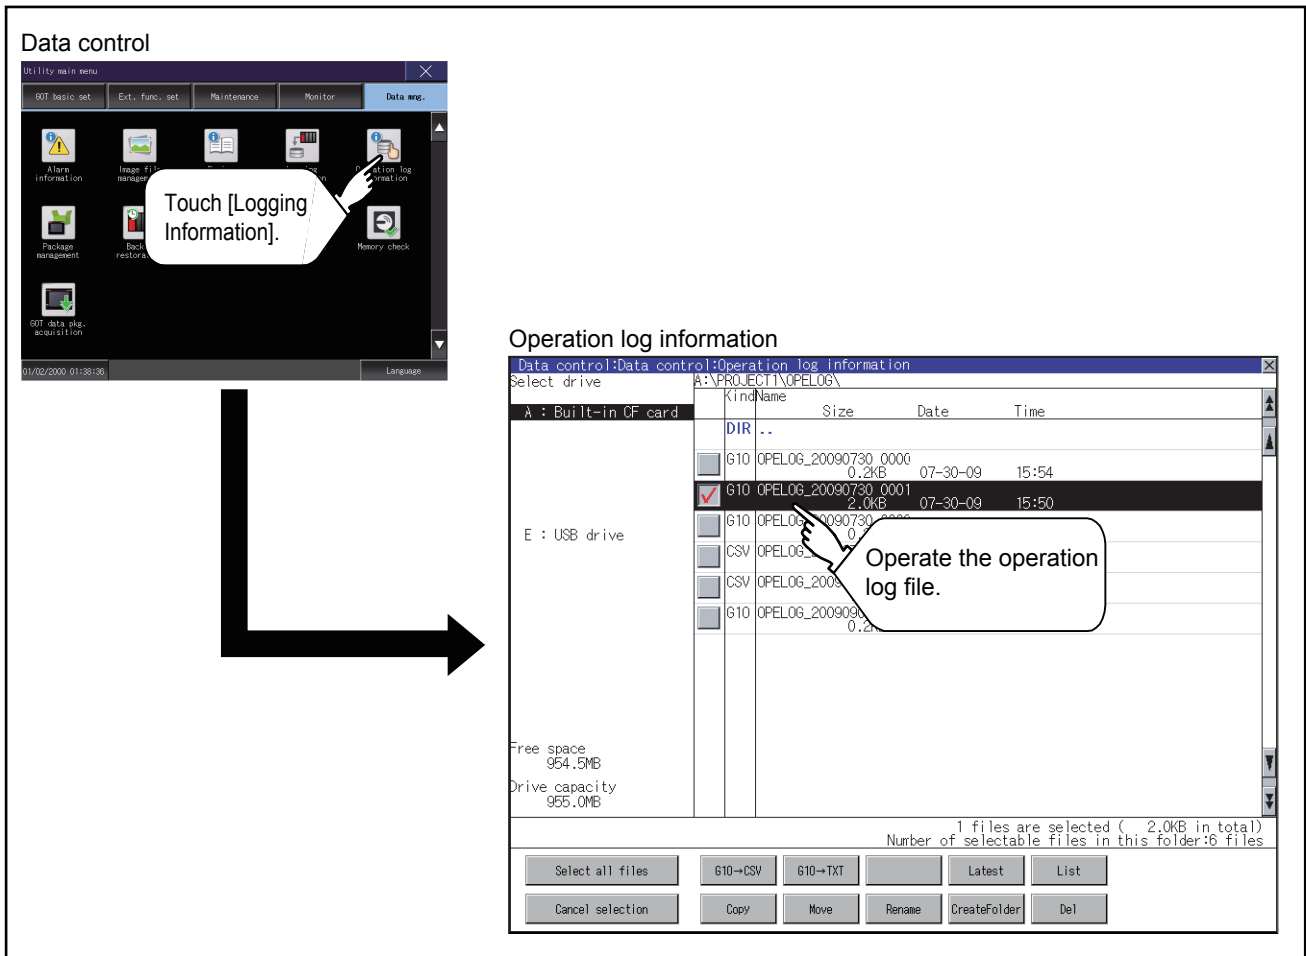 Data control
Utility main menu
GOT basic set Ext. func. set Maintenance Monitor Data mng.
Alarm
information
Image file
Touch [Logging
Information].
Package
management
Memory check
GOT data pkg.
acquisition
01/02/2000 01:38:36 Language
Operation log information
Data control:Data control:Operation log information
Select drive A:\PROJECT1\OPELOG\
Kind Name
A : Built-in CF card Size Date Time
DIR ..
G10 OPELOG_20090730_0000
0.2KB 07-30-09 15:54
G10 OPELOG_20090730_0001
2.0KB 07-30-09 15:50
G10
E : USB drive
CSV
CSV
G10
Operate the operation
log file.
Free space
954.5MB
Drive capacity
955.0MB
1 files are selected ( 2.0KB in total)
Number of selectable files in this folder:6 files
Select all files G10→CSV G10→TXT Latest List
Cancel selection Copy Move Rename CreateFolder Del